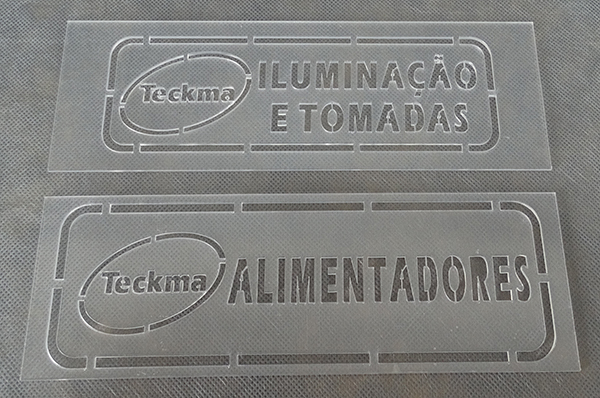 Teckma
ILUMINAÇÃO
E TOMADAS
Teckma
ALIMENTADORES